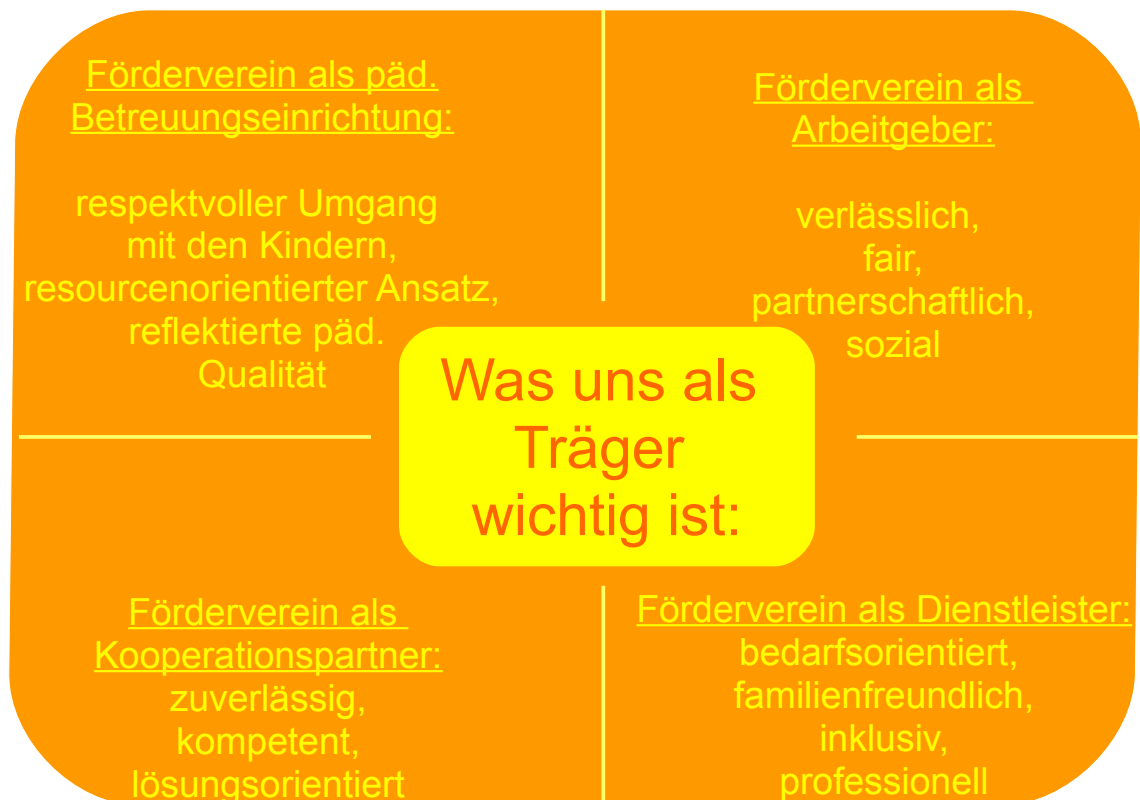 Förderverein als päd.
Betreuungseinrichtung:
respektvoller Umgang
mit den Kindern,
resourcenorientierter Ansatz,
reflektierte päd.
Qualität
Förderverein als
Arbeitgeber:
verlässlich,
fair,
partnerschaftlich,
sozial
Was uns als
Träger
wichtig ist:
Förderverein als
Kooperationspartner:
zuverlässig,
kompetent,
lösungsorientiert
Förderverein als Dienstleister:
bedarfsorientiert,
familienfreundlich,
inklusiv,
professionell